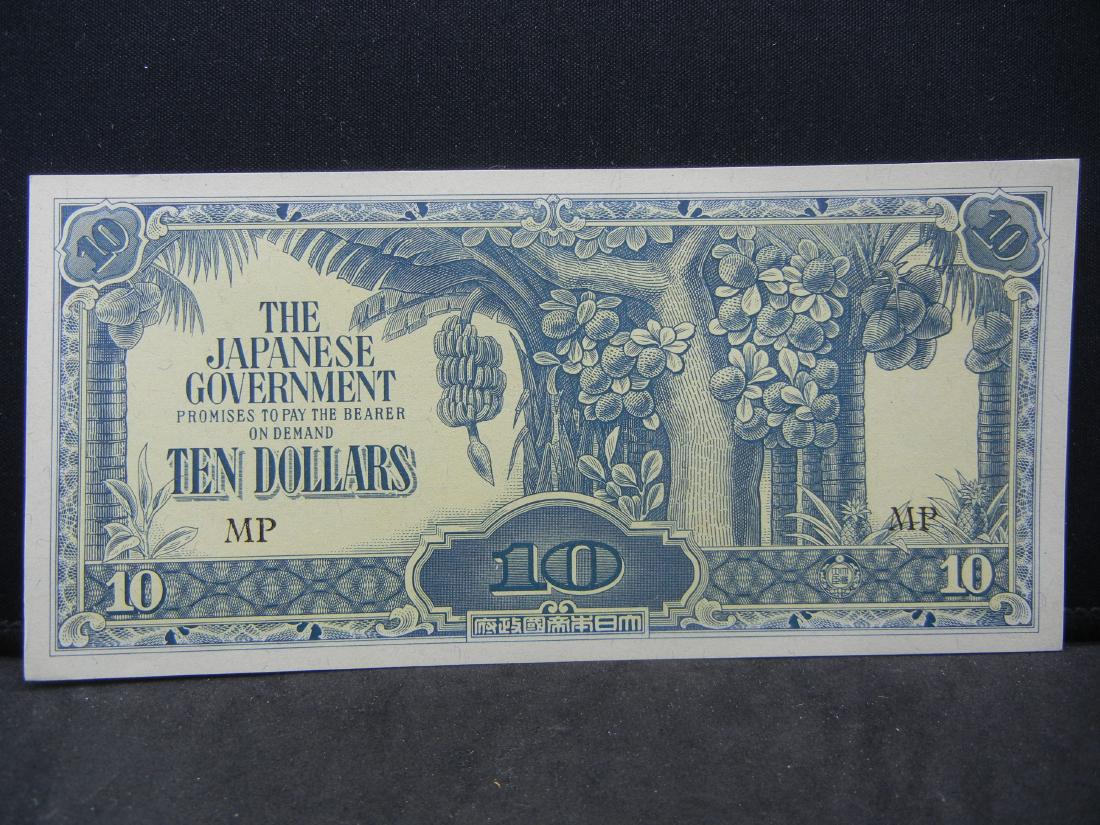 10
10
THE
JAPANESE
GOVERNMENT
PROMISES TO PAY THE BEARER
ON DEMAND
TEN DOLLARS
MP
MP
10
10
10
府政國帝本日大